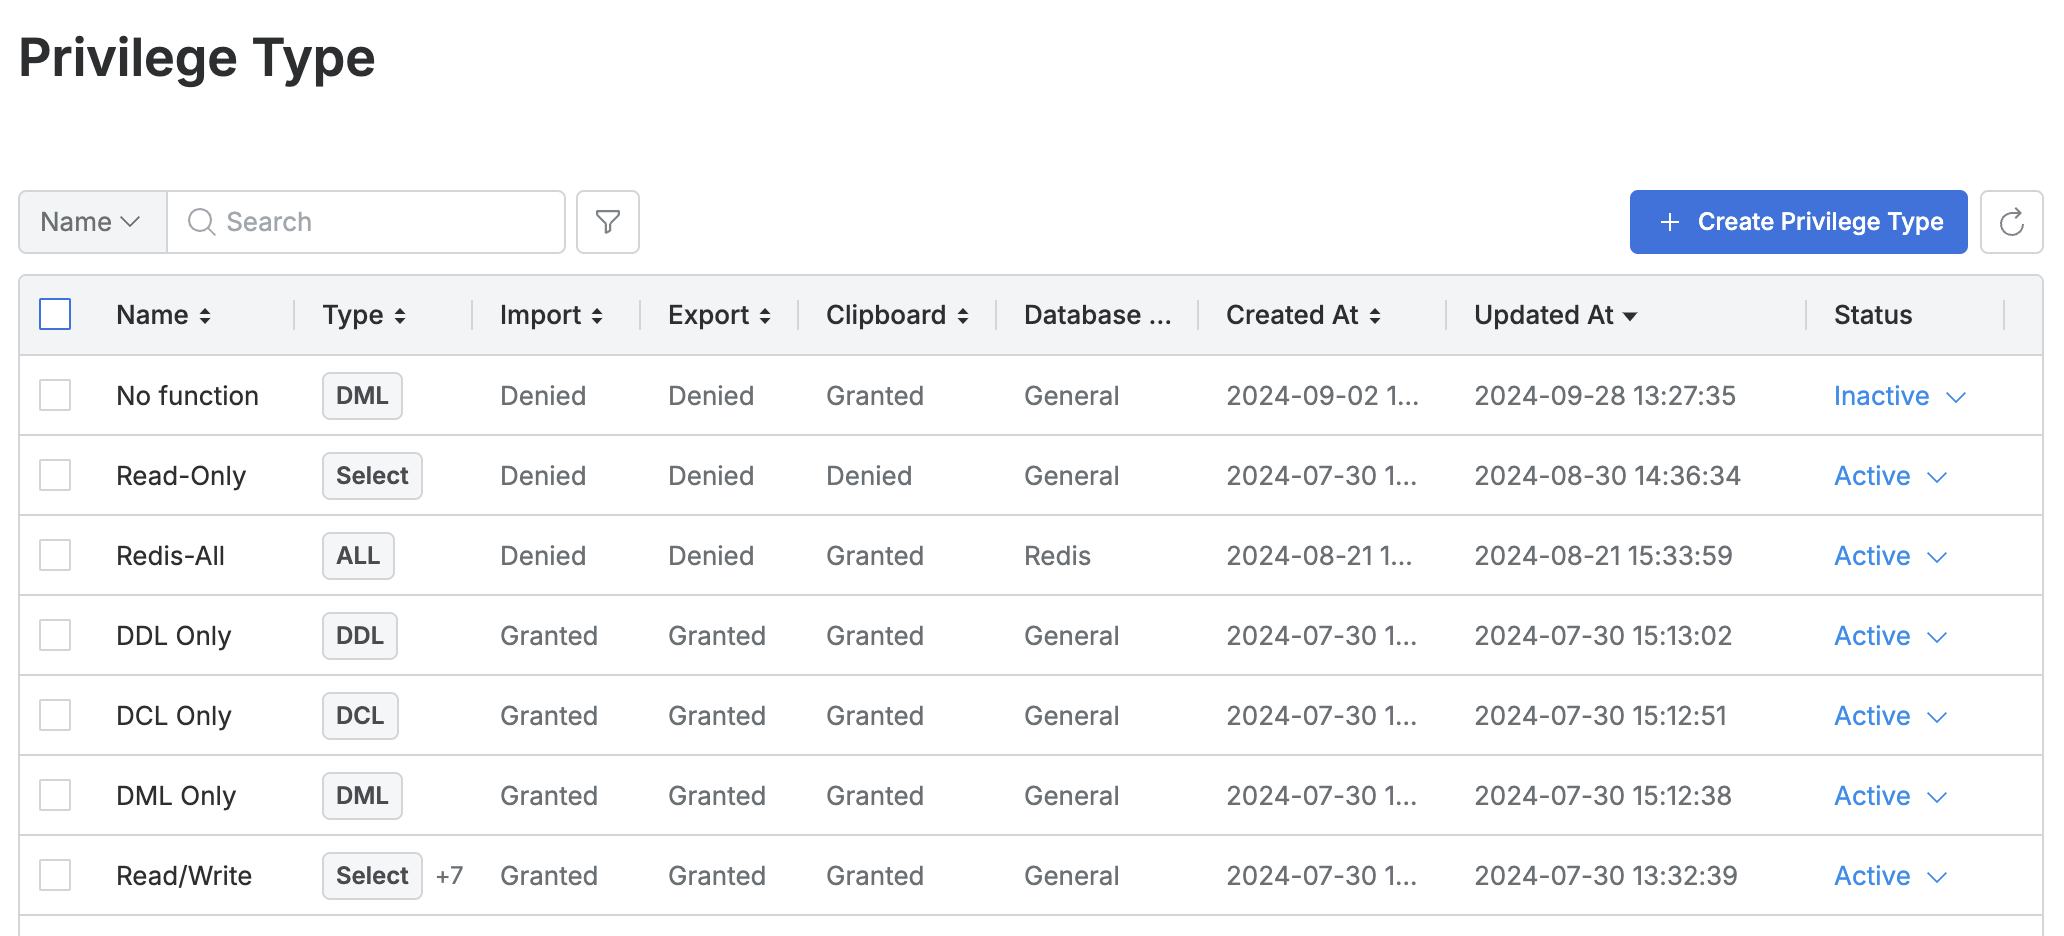 Privilege Type
Name Search Create Privilege Type
Name Type Import Export Clipboard Database ... Created At Updated At Status
No function DML Denied Denied Granted General 2024-09-02 1... 2024-09-28 13:27:35 Inactive
Read-Only Select Denied Denied Denied General 2024-07-30 1... 2024-08-30 14:36:34 Active
Redis-All ALL Denied Denied Granted Redis 2024-08-21 1... 2024-08-21 15:33:59 Active
DDL Only DDL Granted Granted Granted General 2024-07-30 1... 2024-07-30 15:13:02 Active
DCL Only DCL Granted Granted Granted General 2024-07-30 1... 2024-07-30 15:12:51 Active
DML Only DML Granted Granted Granted General 2024-07-30 1... 2024-07-30 15:12:38 Active
Read/Write Select +7 Granted Granted Granted General 2024-07-30 1... 2024-07-30 13:32:39 Active